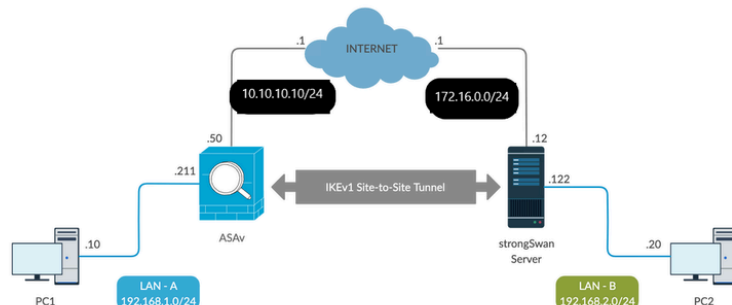 .1
INTERNET
.1
10.10.10.10/24
172.16.0.0/24
.50
.12
.211
IKEv1 Site-to-Site Tunnel
.122
ASAv
strongSwan
Server
.10
.20
LAN - A
192.168.1.0/24
LAN - B
192.168.2.0/24
PC1
PC2